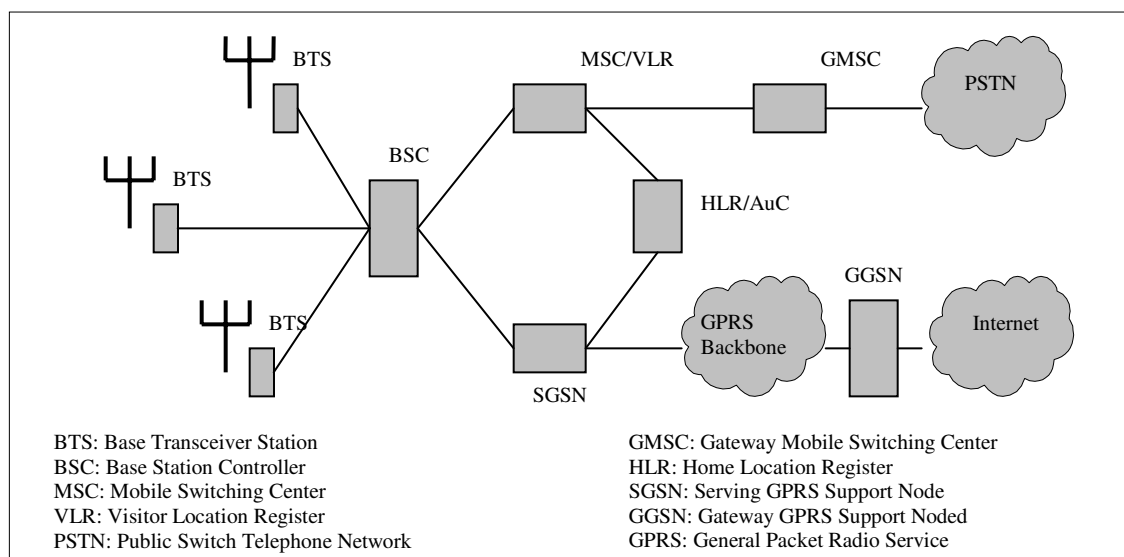 BTS
MSC/VLR
GMSC
PSTN
BSC
BTS
HLR/AuC
GGSN
BTS
GPRS
Backbone
Internet
SGSN
BTS: Base Transceiver Station
BSC: Base Station Controller
MSC: Mobile Switching Center
VLR: Visitor Location Register
PSTN: Public Switch Telephone Network
GMSC: Gateway Mobile Switching Center
HLR: Home Location Register
SGSN: Serving GPRS Support Node
GGSN: Gateway GPRS Support Noded
GPRS: General Packet Radio Service